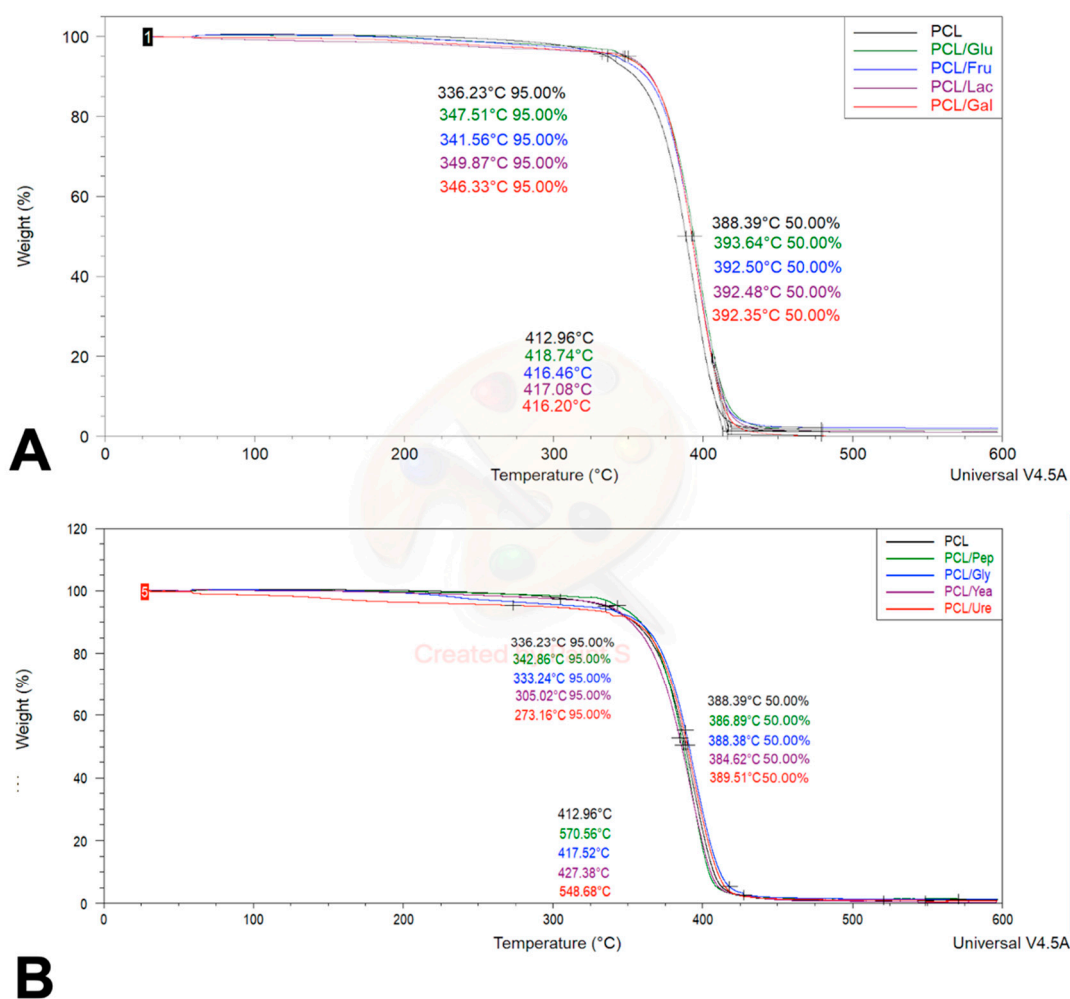 1
PCL
PCL/Glu
PCL/Fru
PCL/Lac
PCL/Gal
336.23°C 95.00%
347.51°C 95.00%
341.56°C 95.00%
349.87°C 95.00%
346.33°C 95.00%
388.39°C 50.00%
393.64°C 50.00%
392.50°C 50.00%
392.48°C 50.00%
392.35°C 50.00%
412.96°C
418.74°C
416.46°C
417.08°C
416.20°C
Weight (%)
100
80
60
40
20
0
0 100 200 300 400 500 600
Temperature (°C)
Universal V4.5A
A
5
PCL
PCL/Pep
PCL/Gly
PCL/Yea
PCL/Ure
336.23°C 95.00%
342.86°C 95.00%
333.24°C 95.00%
305.02°C 95.00%
273.16°C 95.00%
388.39°C 50.00%
386.89°C 50.00%
388.38°C 50.00%
384.62°C 50.00%
389.51°C 50.00%
412.96°C
570.56°C
417.52°C
427.38°C
548.68°C
Weight (%)
...
120
100
80
60
40
20
0
0 100 200 300 400 500 600
Temperature (°C)
Universal V4.5A
B